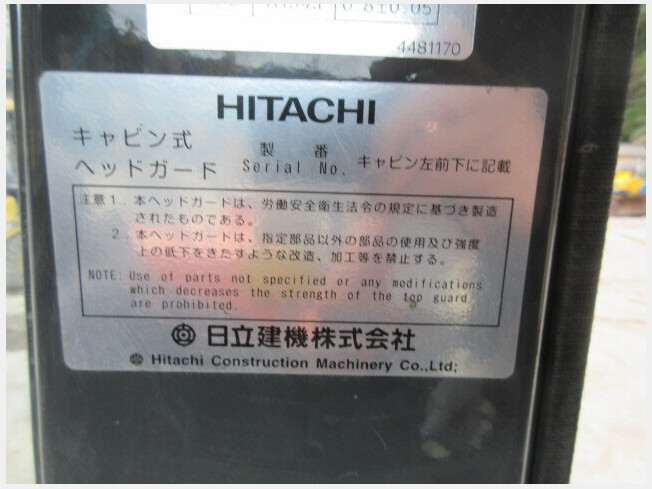 0.8±0.05
4481170
HITACHI
キャビン式
ヘッドガード
製 番
Serial No.
キャビン左前下に記載
注意1. 本ヘッドガードは、労働安全衛生法令の規定に基づき製造
されたものである。
2. 本ヘッドガードは、指定部品以外の部品の使用及び強度
上の低下をきたすような改造、加工等を禁止する。
NOTE: Use of parts not specified or any modifications
which decreases the strength of the top guard
are prohibited.
日立建機株式会社
Hitachi Construction Machinery Co.,Ltd;